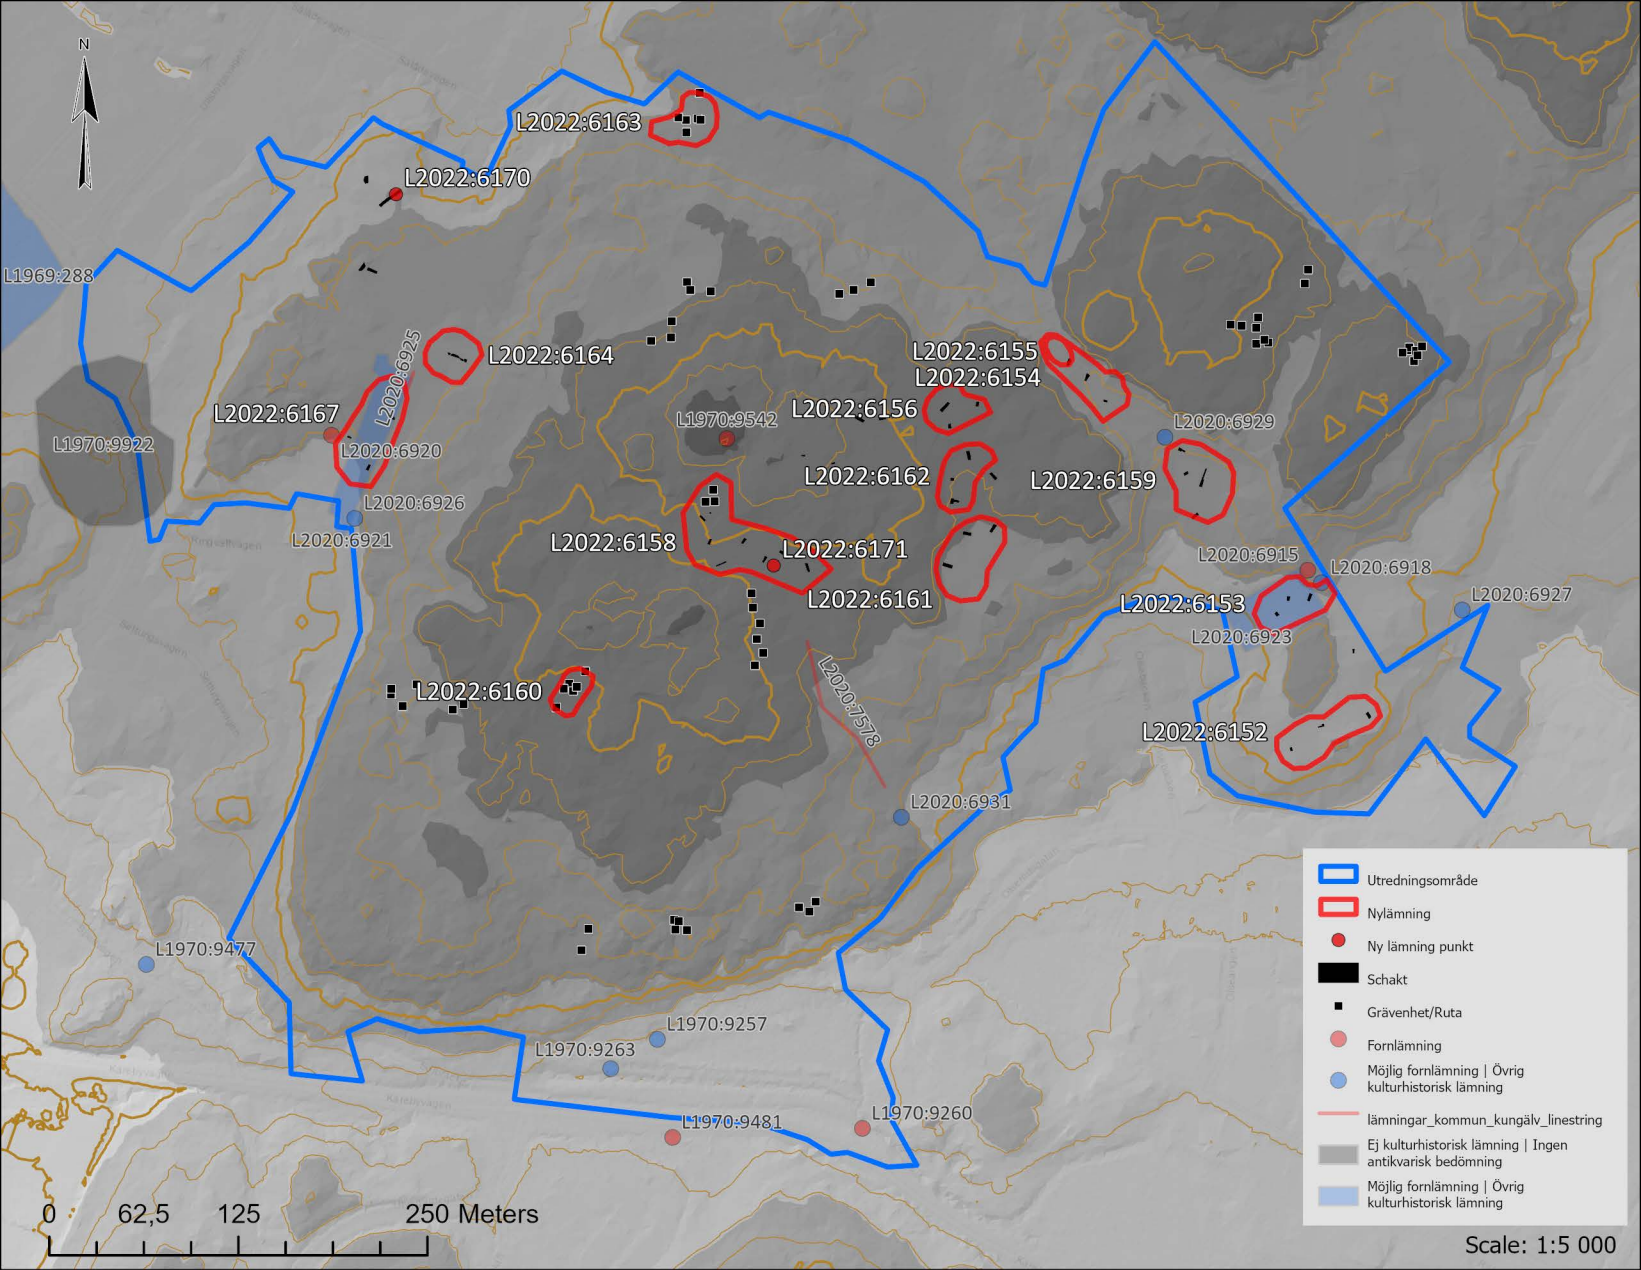 N
L2022:6163
L2022:6170
L1969:288
L2020:6925
L2022:6164
L2022:6155
L2022:6154
L2022:6156
L2022:6167
L1970:9542
L2020:6929
L1970:9922
L2020:6920
L2022:6162
L2022:6159
L2020:6926
L2020:6921
Ringvallavägen
L2022:6158
L2022:6171
L2020:6915
L2020:6918
L2022:6161
L2022:6153
L2020:6927
L2020:6923
L2022:6160
L2020:7578
L2022:6152
L2020:6931
L1970:9477
L1970:9257
L1970:9263
L1970:9481
L1970:9260
Utredningsområde
Nylämning
Ny lämning punkt
Schakt
Grävenhet/Ruta
Fornlämning
Möjlig fornlämning | Övrig
kulturhistorisk lämning
lämningar_kommun_kungälv_linestring
Ej kulturhistorisk lämning | Ingen
antikvarisk bedömning
Möjlig fornlämning | Övrig
kulturhistorisk lämning
0 62,5 125 250 Meters
Scale: 1:5 000